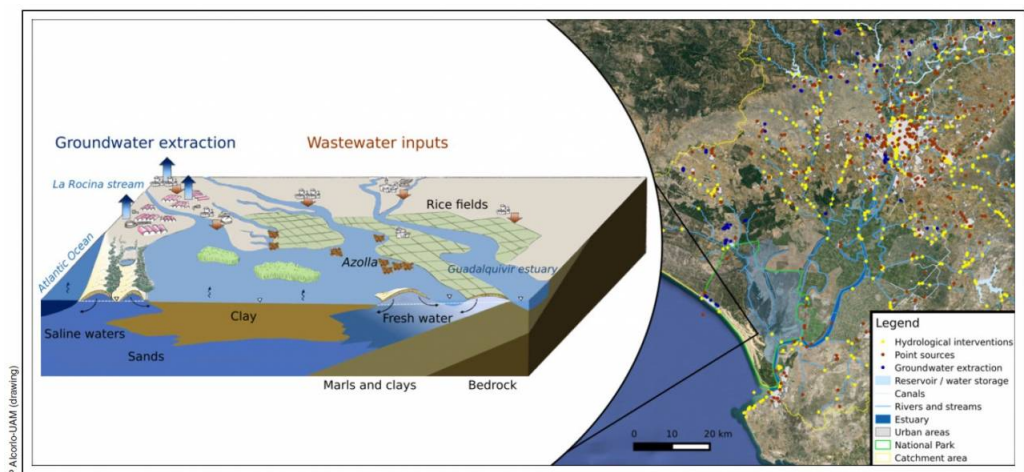 Groundwater extraction
Wastewater inputs
La Rocina stream
Rice fields
Atlantic Ocean
Azolla
Guadalquivir estuary
Clay
Fresh water
Saline waters
Sands
Marls and clays
Bedrock
0 10 20 km
Legend
Hydrological interventions
Point sources
Groundwater extraction
Reservoir / water storage
Canals
Rivers and streams
Estuary
Urban areas
National Park
Catchment area
P Alcorlo-UAM (drawing)